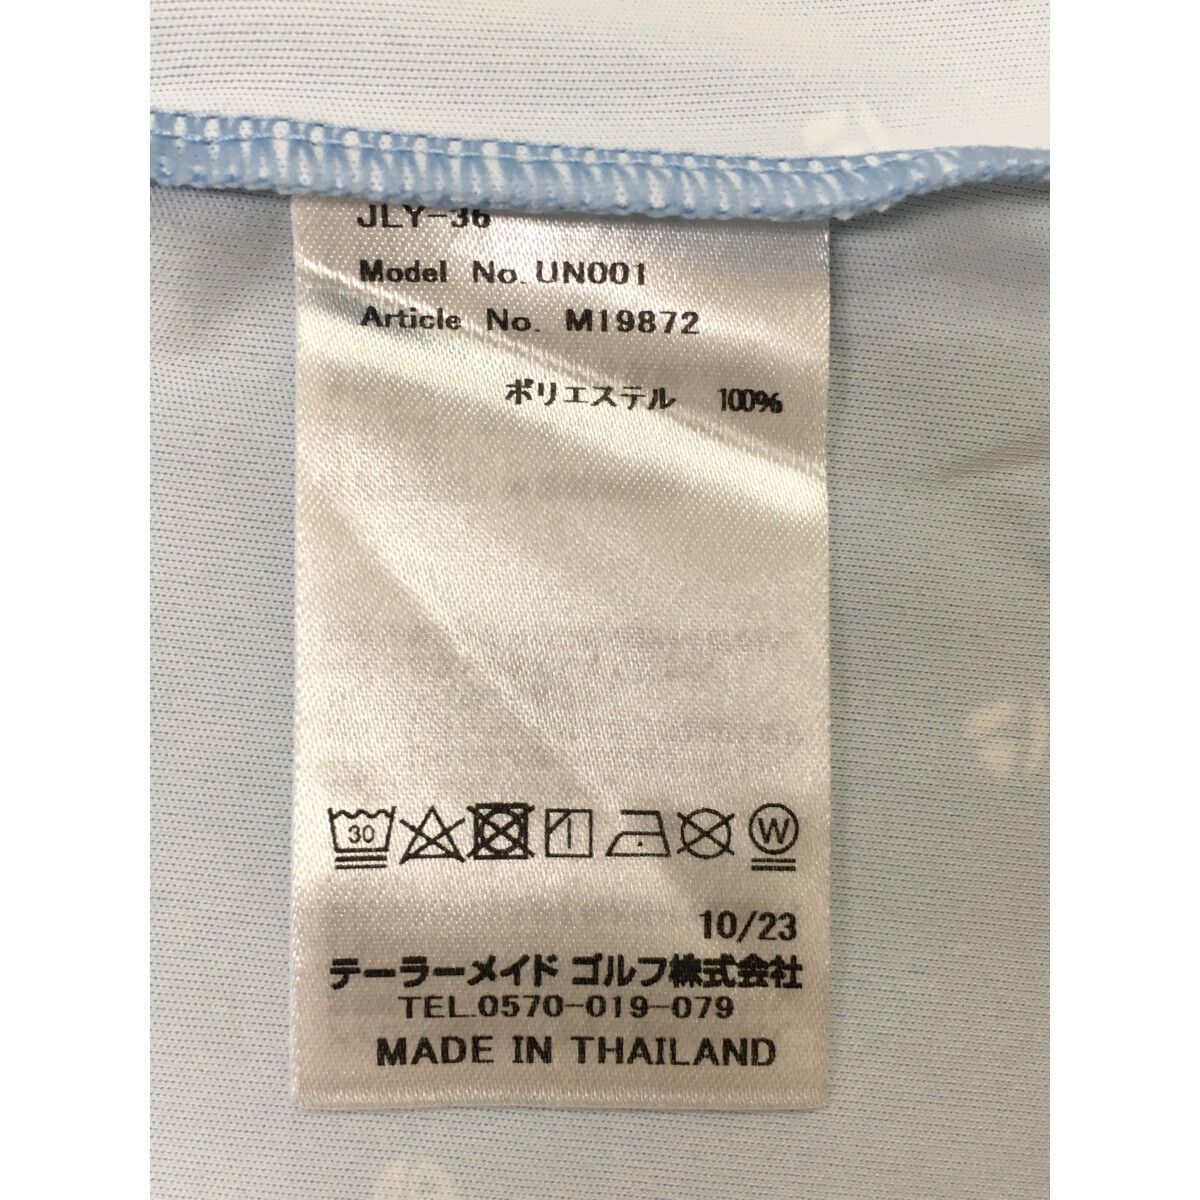 JLY-36
Model No. UN001
Article No. M19872
ポリエステル 100%
30 W
10/23
テーラーメイド ゴルフ株式会社
TEL.0570-019-079
MADE IN THAILAND